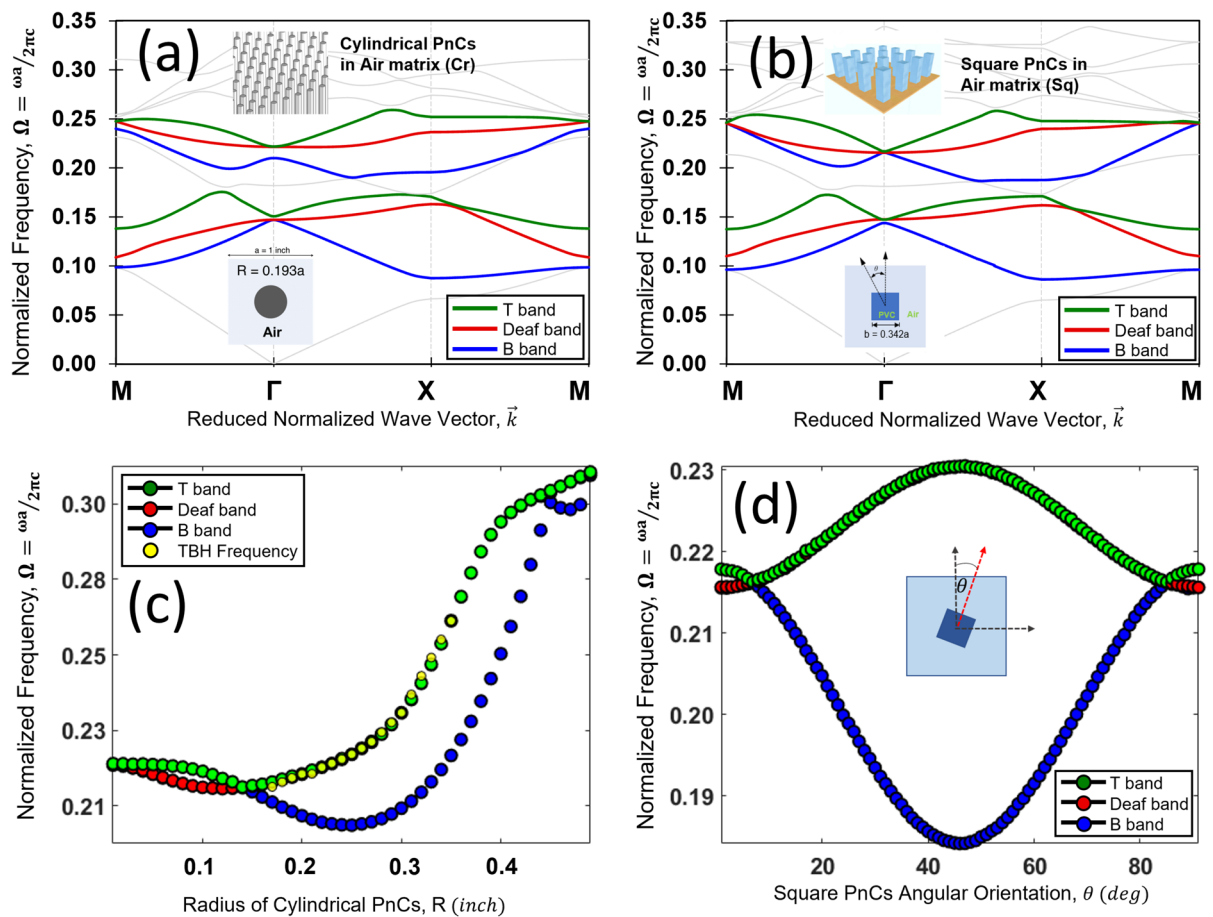 (a)
Cylindrical PnCs
in Air matrix (Cr)
Normalized Frequency, Ω = ωa/2πc
0.35
0.30
0.25
0.20
0.15
0.10
0.05
0.00
a = 1 inch
R = 0.193a
Air
T band
Deaf band
B band
M Γ X M
Reduced Normalized Wave Vector, k⃗
(b)
Square PnCs in
Air matrix (Sq)
Normalized Frequency, Ω = ωa/2πc
0.35
0.30
0.25
0.20
0.15
0.10
0.05
0.00
θ
PVC Air
b = 0.342a
T band
Deaf band
B band
M Γ X M
Reduced Normalized Wave Vector, k⃗
(c)
Normalized Frequency, Ω = ωa/2πc
T band
Deaf band
B band
TBH Frequency
0.30
0.28
0.25
0.23
0.21
0.1 0.2 0.3 0.4
Radius of Cylindrical PnCs, R (inch)
(d)
Normalized Frequency, Ω = ωa/2πc
0.23
0.22
0.21
0.20
0.19
θ
T band
Deaf band
B band
20 40 60 80
Square PnCs Angular Orientation, θ (deg)